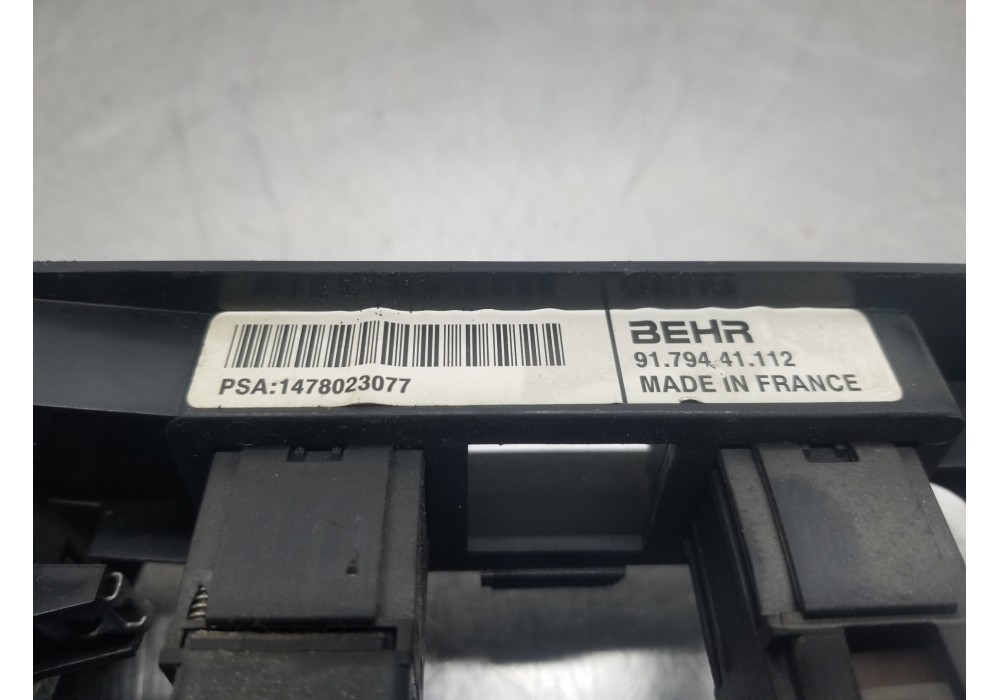 PSA:1478023077
BEHR
91.794.41.112
MADE IN FRANCE